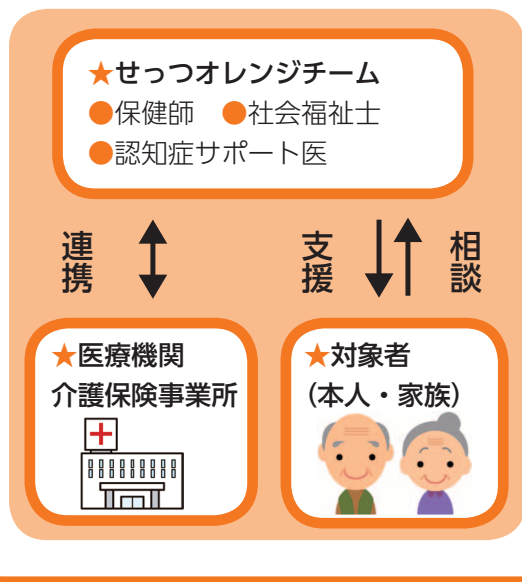 ★せっつオレンジチーム
●保健師 ●社会福祉士
●認知症サポート医
連携
支援
相談
★医療機関
介護保険事業所
★対象者
(本人・家族)